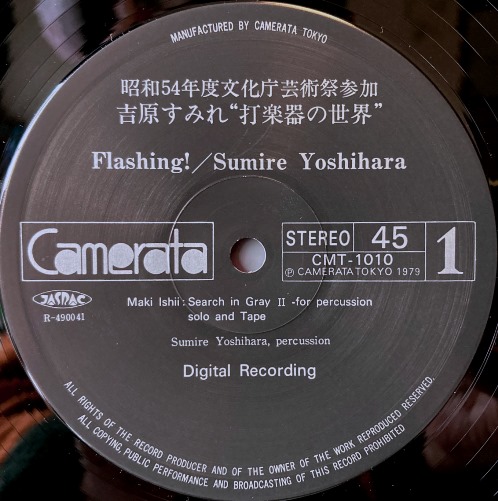 MANUFACTURED BY CAMERATA TOKYO
昭和54年度文化庁芸術祭参加
吉原すみれ“打楽器の世界”
Flashing!／Sumire Yoshihara
Camerata
STEREO 45 1
CMT-1010
Ⓟ CAMERATA TOKYO 1979
JASRAC
R-490041
Maki Ishii: Search in Gray II -for percussion
solo and Tape
Sumire Yoshihara, percussion
Digital Recording
ALL RIGHTS OF THE RECORD PRODUCER AND OF THE OWNER OF THE WORK REPRODUCED RESERVED.
ALL COPYING, PUBLIC PERFORMANCE AND BROADCASTING OF THIS RECORD PROHIBITED